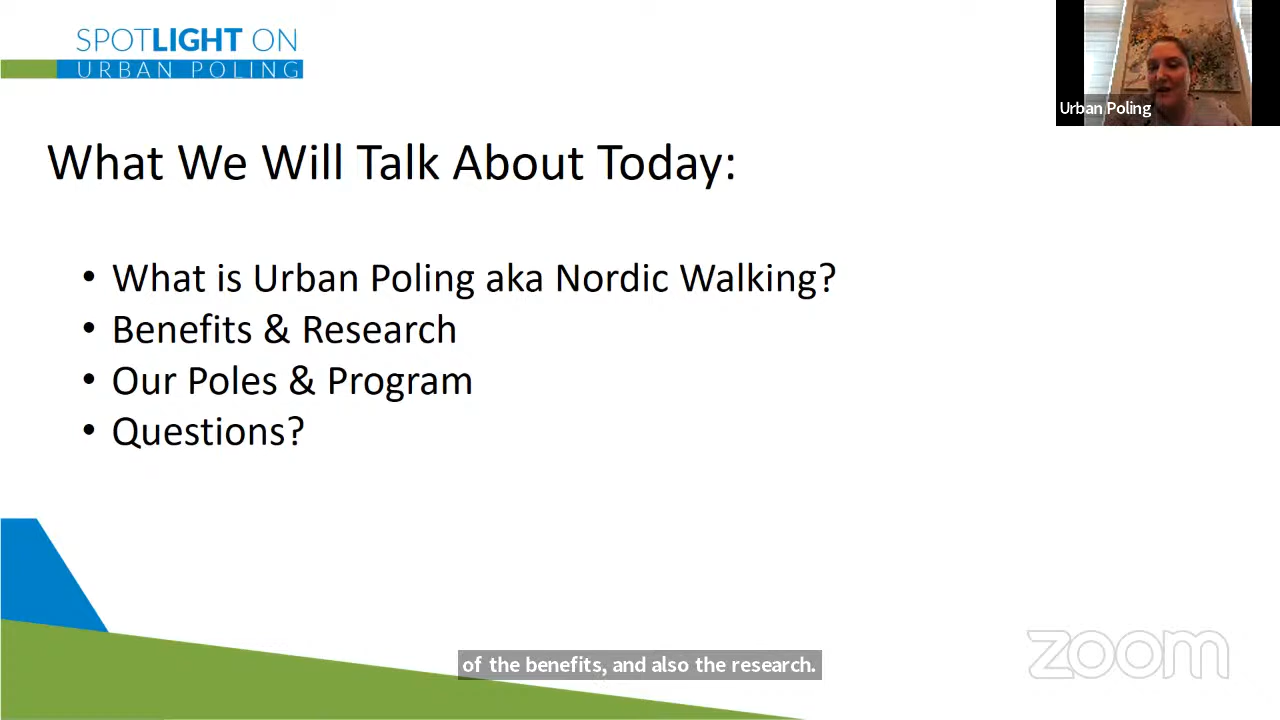 SPOTLIGHT ON
URBAN POLING
Urban Poling
What We Will Talk About Today:
• What is Urban Poling aka Nordic Walking?
• Benefits & Research
• Our Poles & Program
• Questions?
of the benefits, and also the research.
zoom